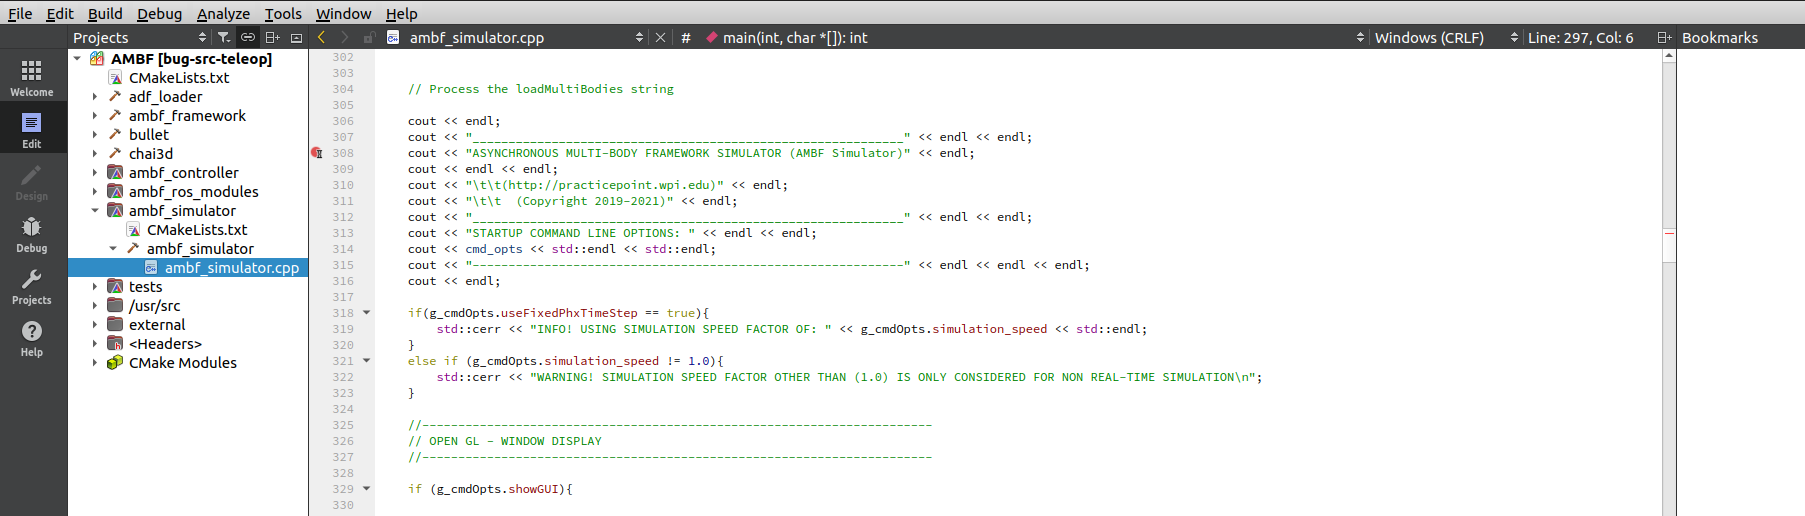 File Edit Build Debug Analyze Tools Window Help
Projects ambf_simulator.cpp # main(int, char *[]): int Windows (CRLF) Line: 297, Col: 6 Bookmarks
Welcome
Edit
Design
Debug
Projects
Help
AMBF [bug-src-teleop]
CMakeLists.txt
adf_loader
ambf_framework
bullet
chai3d
ambf_controller
ambf_ros_modules
ambf_simulator
CMakeLists.txt
ambf_simulator
ambf_simulator.cpp
tests
/usr/src
external
<Headers>
CMake Modules
302
303
304 // Process the loadMultiBodies string
305
306 cout << endl;
307 cout << "____________________________________________________________" << endl << endl;
308 cout << "ASYNCHRONOUS MULTI-BODY FRAMEWORK SIMULATOR (AMBF Simulator)" << endl;
309 cout << endl << endl;
310 cout << "\t\t(http://practicepoint.wpi.edu)" << endl;
311 cout << "\t\t  (Copyright 2019-2021)" << endl;
312 cout << "____________________________________________________________" << endl << endl;
313 cout << "STARTUP COMMAND LINE OPTIONS: " << endl << endl;
314 cout << cmd_opts << std::endl << std::endl;
315 cout << "------------------------------------------------------------" << endl << endl << endl;
316 cout << endl;
317
318 if(g_cmdOpts.useFixedPhxTimeStep == true){
319 std::cerr << "INFO! USING SIMULATION SPEED FACTOR OF: " << g_cmdOpts.simulation_speed << std::endl;
320 }
321 else if (g_cmdOpts.simulation_speed != 1.0){
322 std::cerr << "WARNING! SIMULATION SPEED FACTOR OTHER THAN (1.0) IS ONLY CONSIDERED FOR NON REAL-TIME SIMULATION\n";
323 }
324
325 //-----------------------------------------------------------------------
326 // OPEN GL - WINDOW DISPLAY
327 //-----------------------------------------------------------------------
328
329 if (g_cmdOpts.showGUI){
330